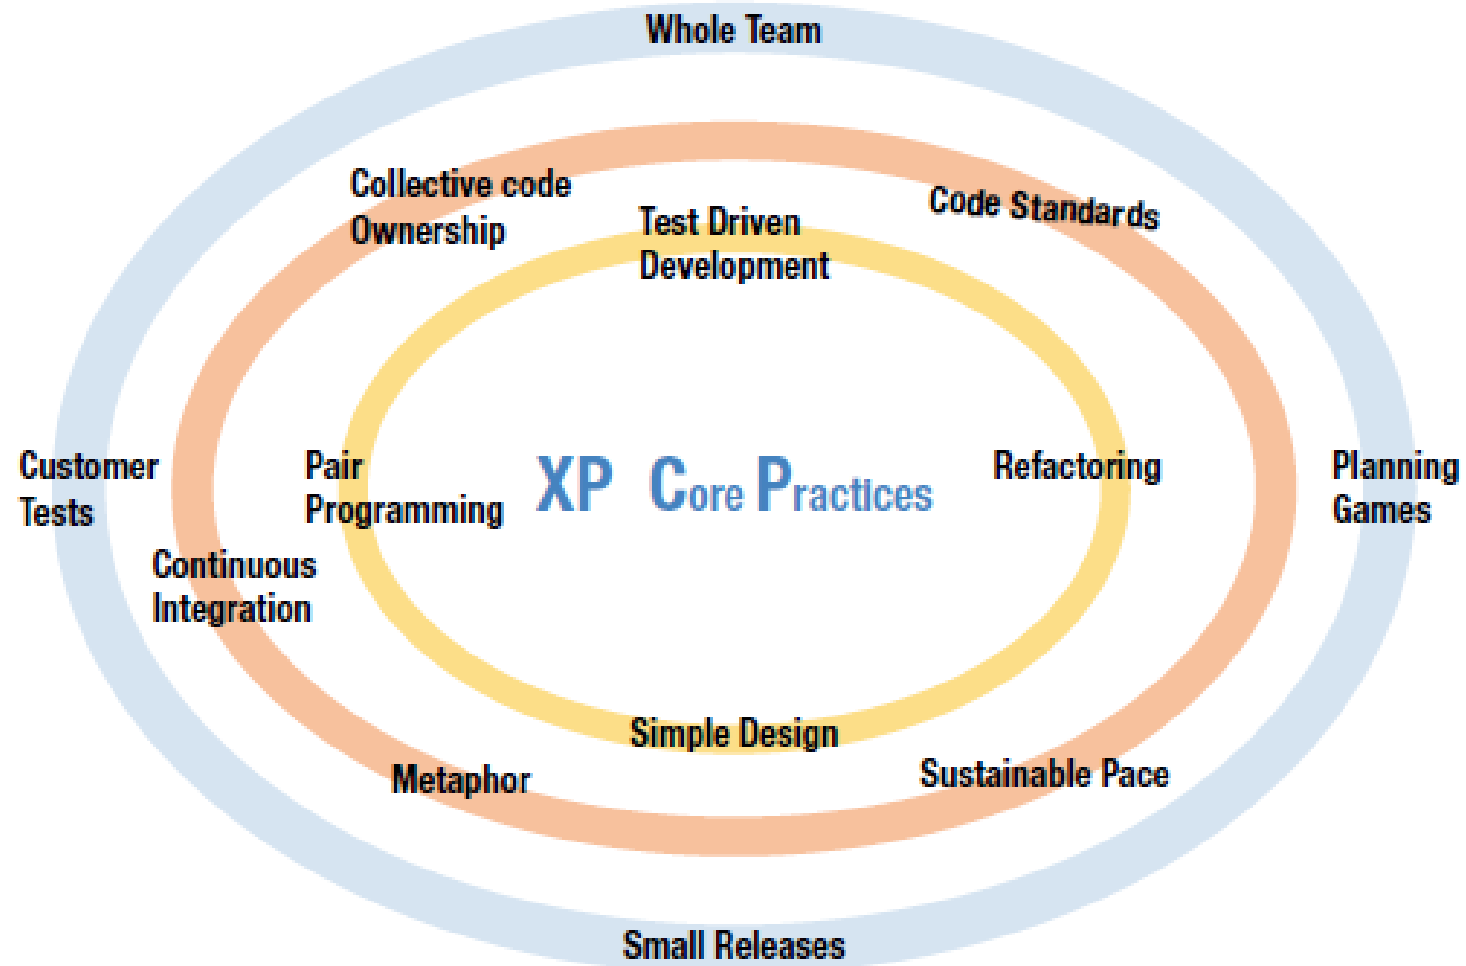 Whole Team
Collective code
Ownership
Code Standards
Test Driven
Development
Customer
Tests
Pair
Programming
XP Core Practices
Refactoring
Planning
Games
Continuous
Integration
Simple Design
Metaphor
Sustainable Pace
Small Releases